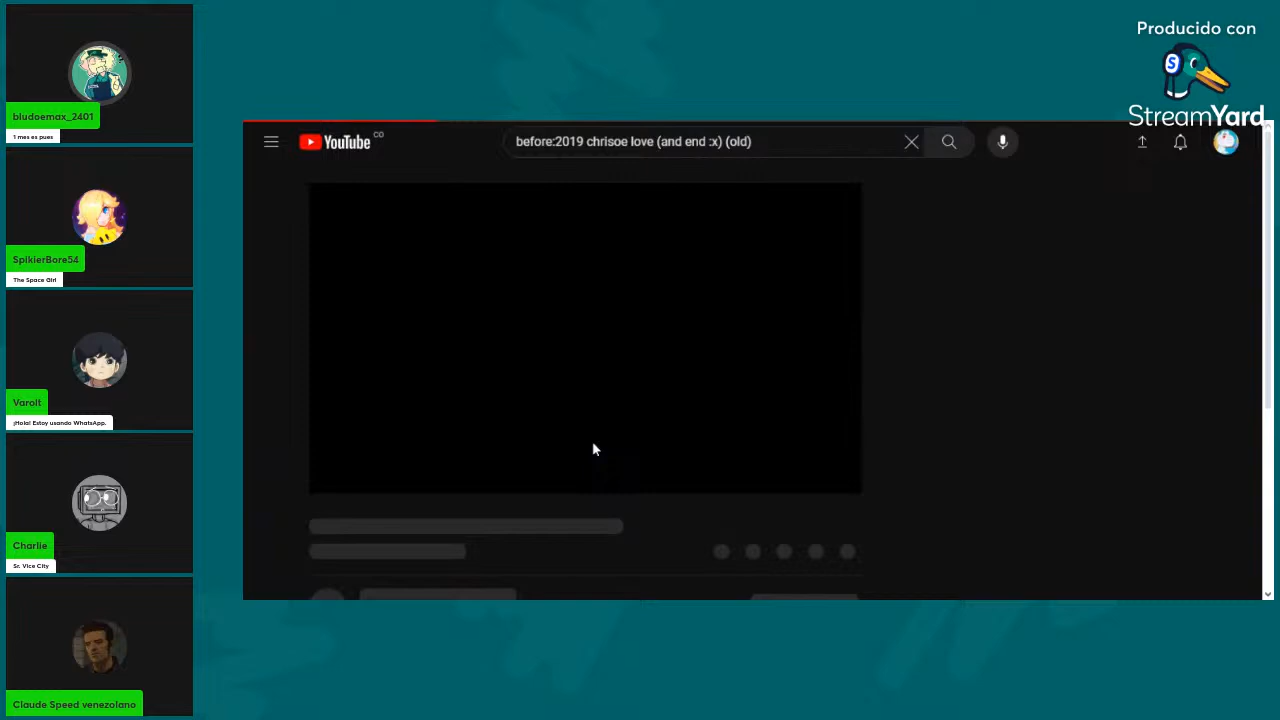 bludoemax_2401
1 mes es pues
SpikierBore54
The Space Girl
Varolt
¡Hola! Estoy usando WhatsApp.
Charlie
Sr. Vice City
Claude Speed venezolano
YouTube CO
before:2019 chrisoe love (and end :x) (old)
Producido con
S
StreamYard